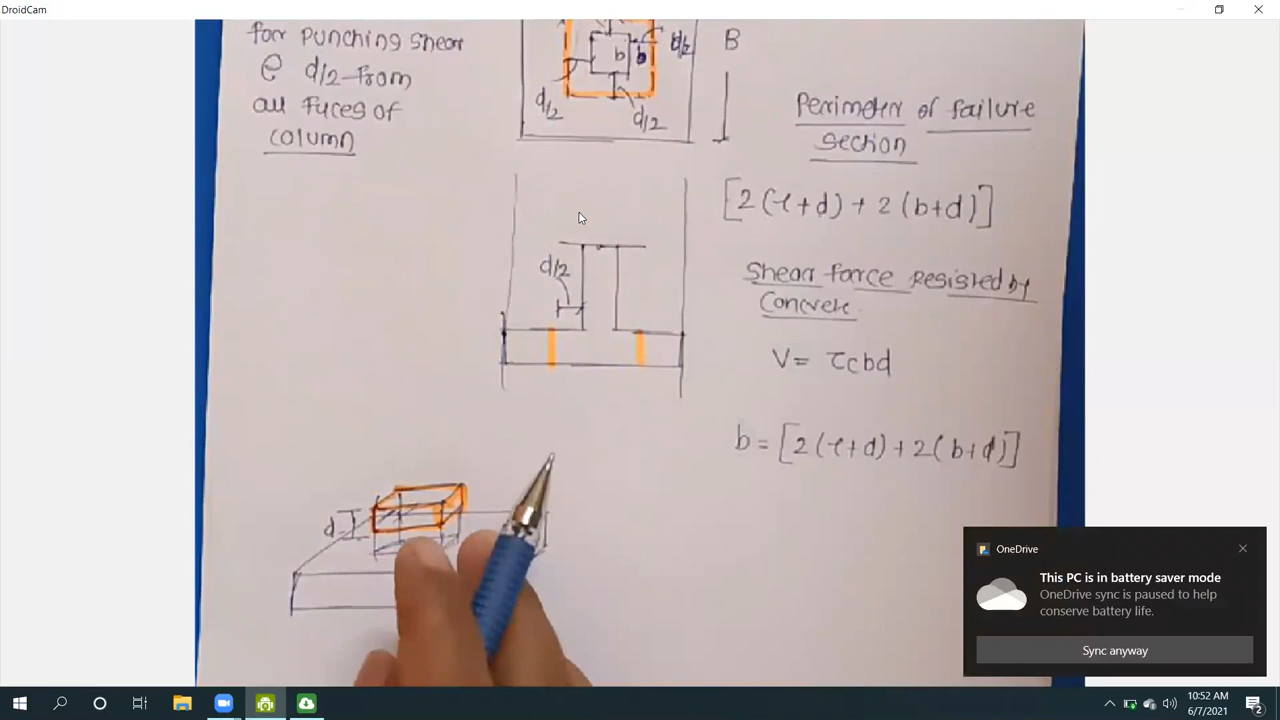 DroidCam
for punching shear
@ d/2 from
all faces of
column
d/2
b
b
d/2
d/2
B
Perimeter of failure
section
[2(l+d) + 2(b+d)]
d/2
Shear force Resisted by
Concrete.
V = τcbd
b = [2(l+d) + 2(b+d)]
d
OneDrive
This PC is in battery saver mode
OneDrive sync is paused to help
conserve battery life.
Sync anyway
10:52 AM
6/7/2021
2